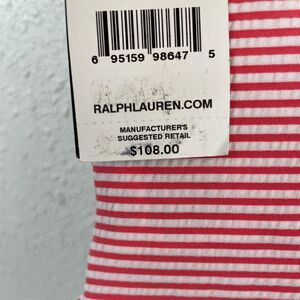 6 95159 98647 5
RALPHLAUREN.COM
MANUFACTURER'S
SUGGESTED RETAIL
$108.00